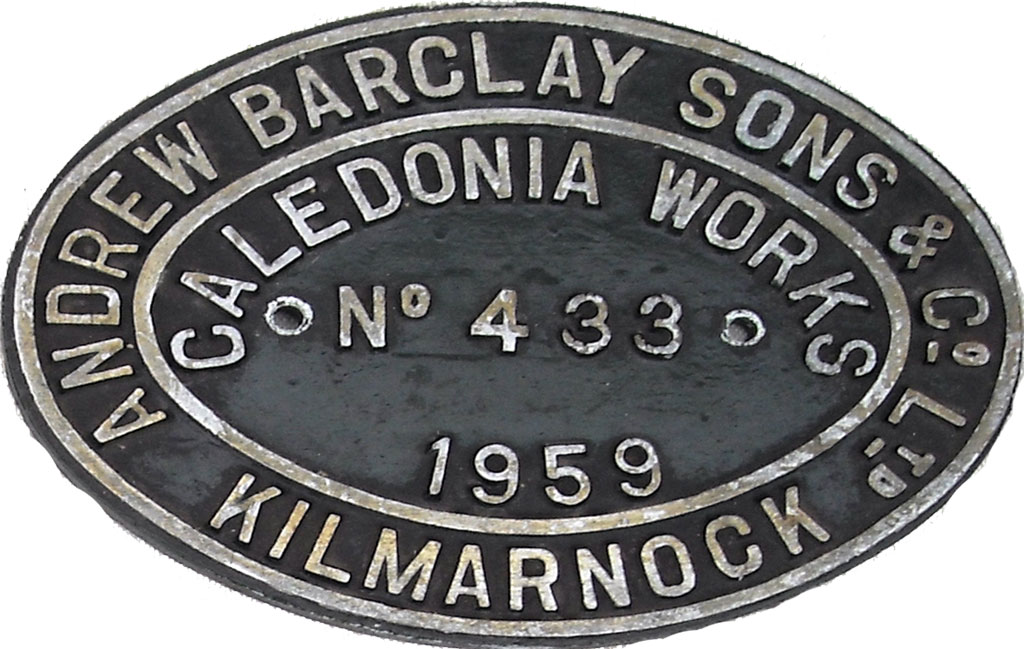 ANDREW BARCLAY SONS & Cº LTD
CALEDONIA WORKS
Nº 433
1959
KILMARNOCK